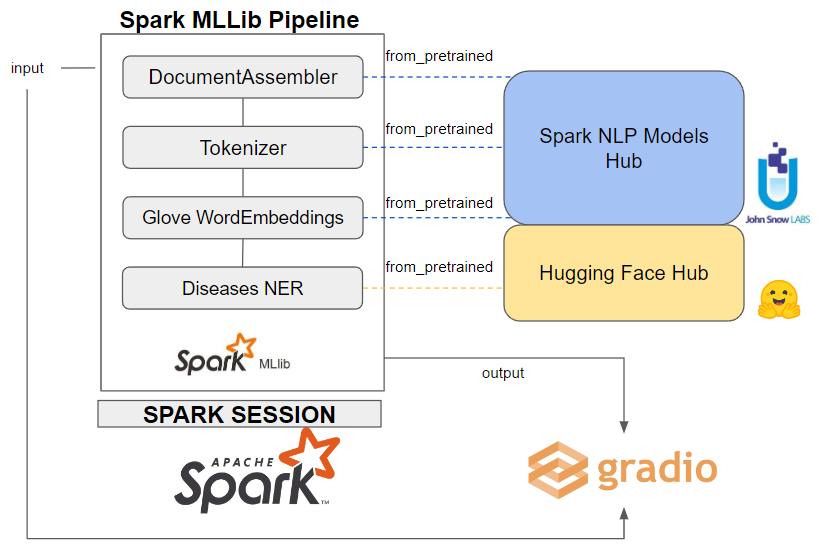 Spark MLLib Pipeline
input
DocumentAssembler
from_pretrained
Tokenizer
from_pretrained
Glove WordEmbeddings
from_pretrained
Diseases NER
from_pretrained
Spark NLP Models
Hub
John Snow LABS
Hugging Face Hub
Spark MLlib
output
SPARK SESSION
APACHE
Spark™
gradio